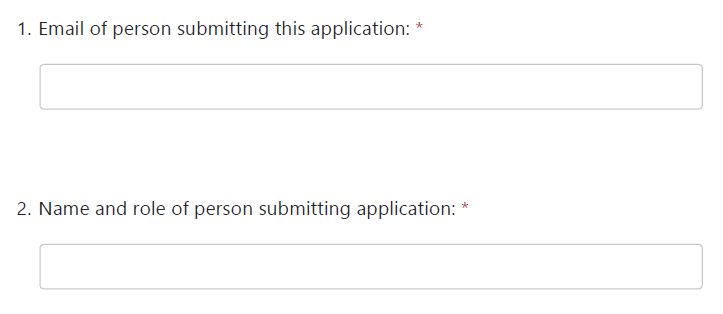 1. Email of person submitting this application: *
2. Name and role of person submitting application: *